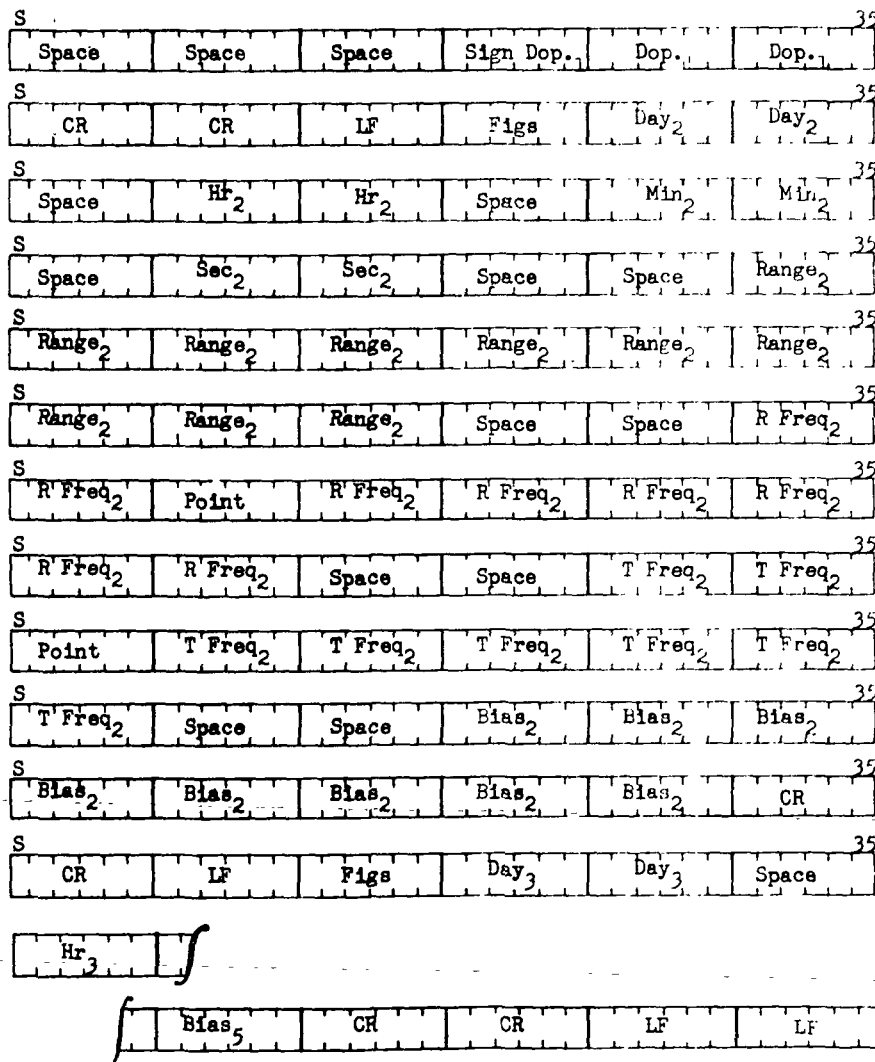 S 35
Space Space Space Sign Dop.1 Dop.1 Dop.1
S 35
CR CR LF Figs Day2 Day2
S 35
Space Hr2 Hr2 Space Min2 Min2
S 35
Space Sec2 Sec2 Space Space Range2
S 35
Range2 Range2 Range2 Range2 Range2 Range2
S 35
Range2 Range2 Range2 Space Space R Freq2
S 35
R Freq2 Point R Freq2 R Freq2 R Freq2 R Freq2
S 35
R Freq2 R Freq2 Space Space T Freq2 T Freq2
S 35
Point T Freq2 T Freq2 T Freq2 T Freq2 T Freq2
S 35
T Freq2 Space Space Bias2 Bias2 Bias2
S 35
Bias2 Bias2 Bias2 Bias2 Bias2 CR
S 35
CR LF Figs Day3 Day3 Space
Hr3
Bias5 CR CR LF LF